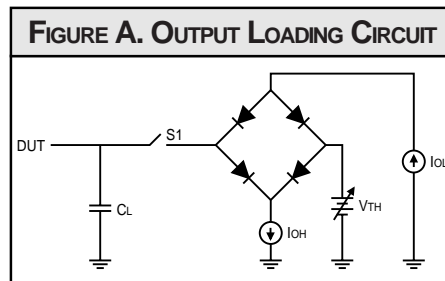 FIGURE A. OUTPUT LOADING CIRCUIT
S1
DUT
IOL
CL
VTH
IOH